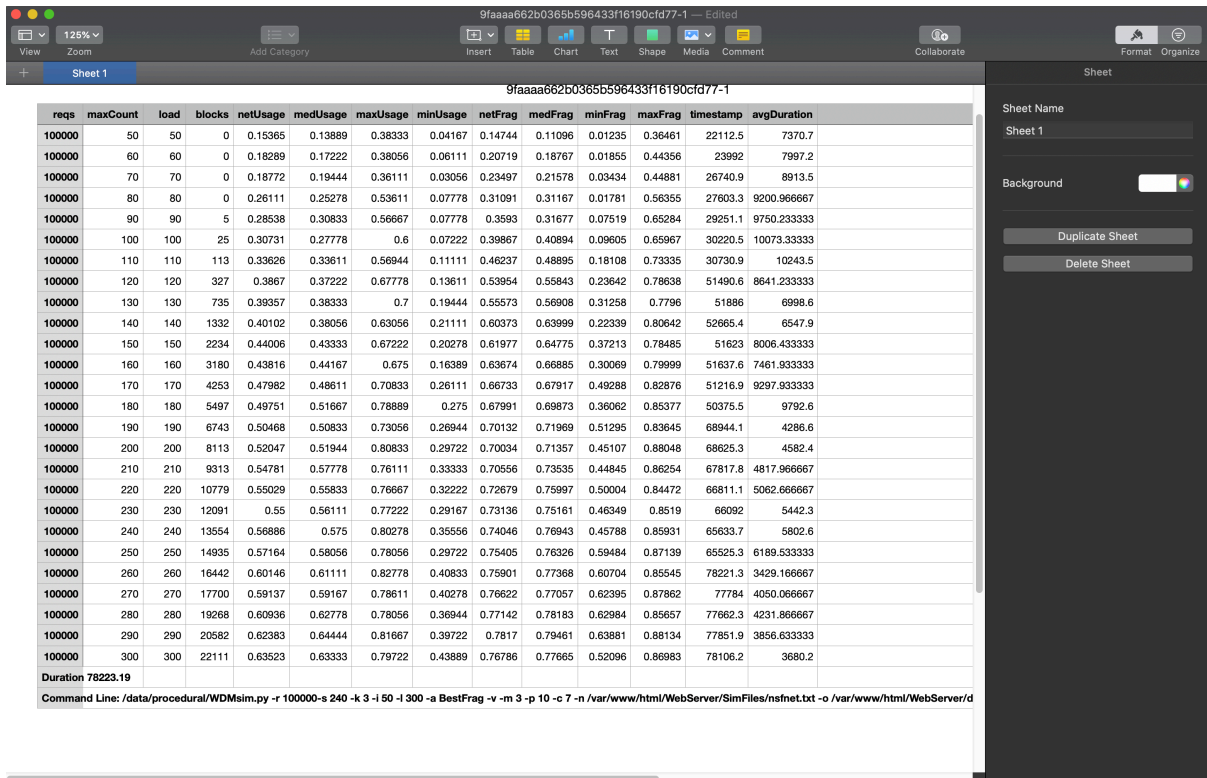 9faaaa662b0365b596433f16190cfd77-1 — Edited
125%
View Zoom Add Category Insert Table Chart Text Shape Media Comment Collaborate Format Organize
Sheet 1 Sheet
9faaaa662b0365b596433f16190cfd77-1
Sheet Name
Sheet 1
Background
Duplicate Sheet
Delete Sheet
reqs maxCount load blocks netUsage medUsage maxUsage minUsage netFrag medFrag minFrag maxFrag timestamp avgDuration
100000 50 50 0 0.15365 0.13889 0.38333 0.04167 0.14744 0.11096 0.01235 0.36461 22112.5 7370.7
100000 60 60 0 0.18289 0.17222 0.38056 0.06111 0.20719 0.18767 0.01855 0.44356 23992 7997.2
100000 70 70 0 0.18772 0.19444 0.36111 0.03056 0.23497 0.21578 0.03434 0.44881 26740.9 8913.5
100000 80 80 0 0.26111 0.25278 0.53611 0.07778 0.31091 0.31167 0.01781 0.56355 27603.3 9200.966667
100000 90 90 5 0.28538 0.30833 0.56667 0.07778 0.3593 0.31677 0.07519 0.65284 29251.1 9750.233333
100000 100 100 25 0.30731 0.27778 0.6 0.07222 0.39867 0.40894 0.09605 0.65967 30220.5 10073.33333
100000 110 110 113 0.33626 0.33611 0.56944 0.11111 0.46237 0.48895 0.18108 0.73335 30730.9 10243.5
100000 120 120 327 0.3867 0.37222 0.67778 0.13611 0.53954 0.55843 0.23642 0.78638 51490.6 8641.233333
100000 130 130 735 0.39357 0.38333 0.7 0.19444 0.55573 0.56908 0.31258 0.7796 51886 6998.6
100000 140 140 1332 0.40102 0.38056 0.63056 0.21111 0.60373 0.63999 0.22339 0.80642 52665.4 6547.9
100000 150 150 2234 0.44006 0.43333 0.67222 0.20278 0.61977 0.64775 0.37213 0.78485 51623 8006.433333
100000 160 160 3180 0.43816 0.44167 0.675 0.16389 0.63674 0.66885 0.30069 0.79999 51637.6 7461.933333
100000 170 170 4253 0.47982 0.48611 0.70833 0.26111 0.66733 0.67917 0.49288 0.82876 51216.9 9297.933333
100000 180 180 5497 0.49751 0.51667 0.78889 0.275 0.67991 0.69873 0.36062 0.85377 50375.5 9792.6
100000 190 190 6743 0.50468 0.50833 0.73056 0.26944 0.70132 0.71969 0.51295 0.83645 68944.1 4286.6
100000 200 200 8113 0.52047 0.51944 0.80833 0.29722 0.70034 0.71357 0.45107 0.88048 68625.3 4582.4
100000 210 210 9313 0.54781 0.57778 0.76111 0.33333 0.70556 0.73535 0.44845 0.86254 67817.8 4817.966667
100000 220 220 10779 0.55029 0.55833 0.76667 0.32222 0.72679 0.75997 0.50004 0.84472 66811.1 5062.666667
100000 230 230 12091 0.55 0.56111 0.77222 0.29167 0.73136 0.75161 0.46349 0.8519 66092 5442.3
100000 240 240 13554 0.56886 0.575 0.80278 0.35556 0.74046 0.76943 0.45788 0.85931 65633.7 5802.6
100000 250 250 14935 0.57164 0.58056 0.78056 0.29722 0.75405 0.76326 0.59484 0.87139 65525.3 6189.533333
100000 260 260 16442 0.60146 0.61111 0.82778 0.40833 0.75901 0.77368 0.60704 0.85545 78221.3 3429.166667
100000 270 270 17700 0.59137 0.59167 0.78611 0.40278 0.76622 0.77057 0.62395 0.87862 77784 4050.066667
100000 280 280 19268 0.60936 0.62778 0.78056 0.36944 0.77142 0.78183 0.62984 0.85657 77662.3 4231.866667
100000 290 290 20582 0.62383 0.64444 0.81667 0.39722 0.7817 0.79461 0.63881 0.88134 77851.9 3856.633333
100000 300 300 22111 0.63523 0.63333 0.79722 0.43889 0.76786 0.77665 0.52096 0.86983 78106.2 3680.2
Duration 78223.19
Command Line: /data/procedural/WDMsim.py -r 100000-s 240 -k 3 -i 50 -l 300 -a BestFrag -v -m 3 -p 10 -c 7 -n /var/www/html/WebServer/SimFiles/nsfnet.txt -o /var/www/html/WebServer/d